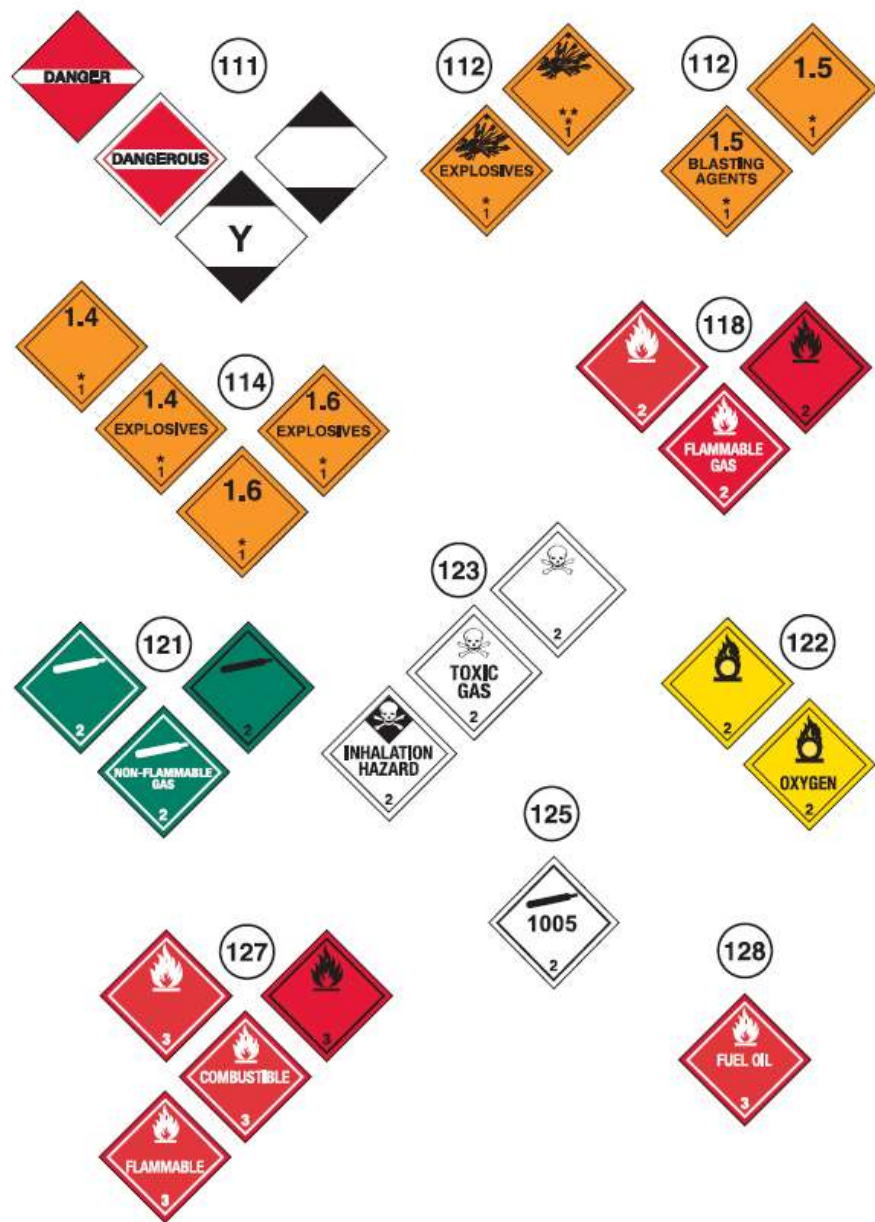 DANGER
111
DANGEROUS
Y
112
**
*
1
EXPLOSIVES
*
1
112
1.5
*
1
1.5
BLASTING
AGENTS
*
1
1.4
*
1
114
1.4
EXPLOSIVES
*
1
1.6
EXPLOSIVES
*
1
1.6
*
1
118
2
2
FLAMMABLE
GAS
2
123
2
TOXIC
GAS
2
INHALATION
HAZARD
2
121
2
2
NON-FLAMMABLE
GAS
2
122
2
OXYGEN
2
125
1005
2
127
3
3
COMBUSTIBLE
3
FLAMMABLE
3
128
FUEL OIL
3